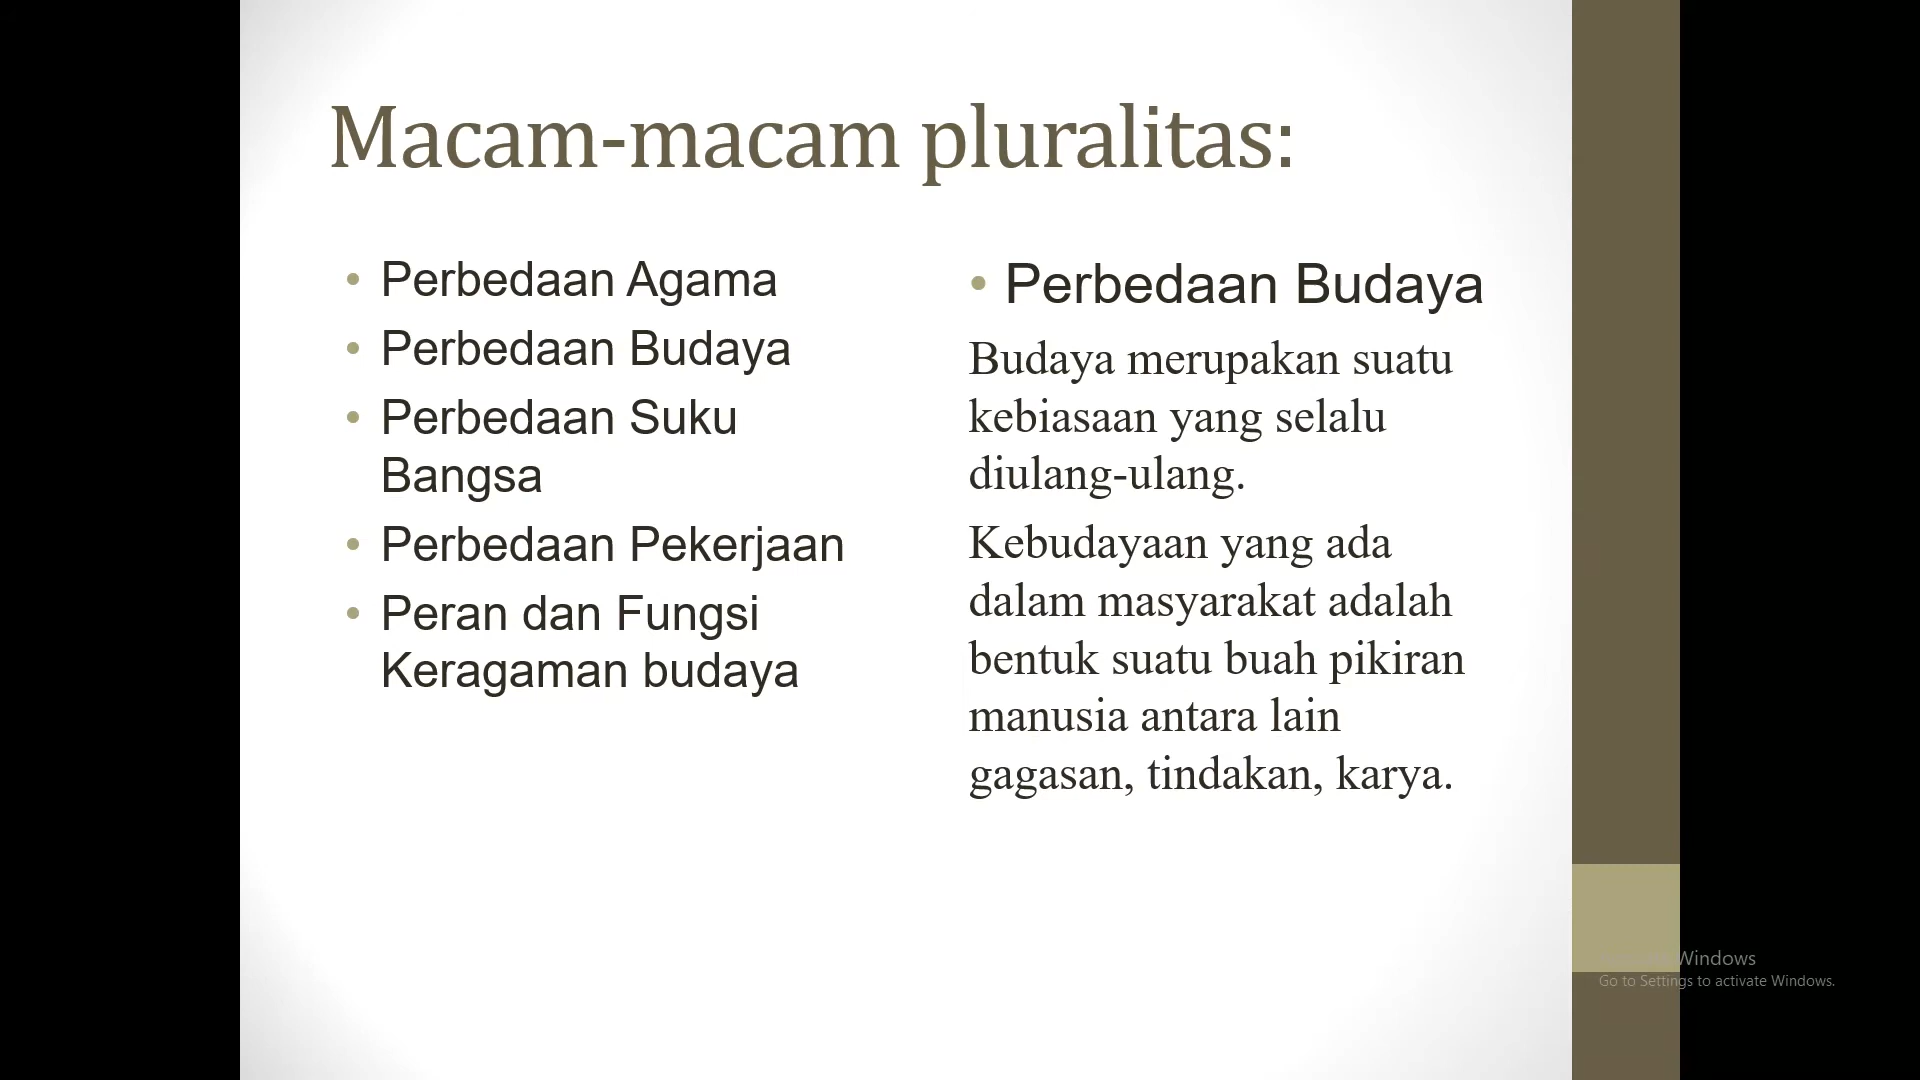 Macam-macam pluralitas:
• Perbedaan Agama
• Perbedaan Budaya
• Perbedaan Suku
Bangsa
• Perbedaan Pekerjaan
• Peran dan Fungsi
Keragaman budaya
• Perbedaan Budaya
Budaya merupakan suatu
kebiasaan yang selalu
diulang-ulang.
Kebudayaan yang ada
dalam masyarakat adalah
bentuk suatu buah pikiran
manusia antara lain
gagasan, tindakan, karya.
Windows
Go to Settings to activate Windows.